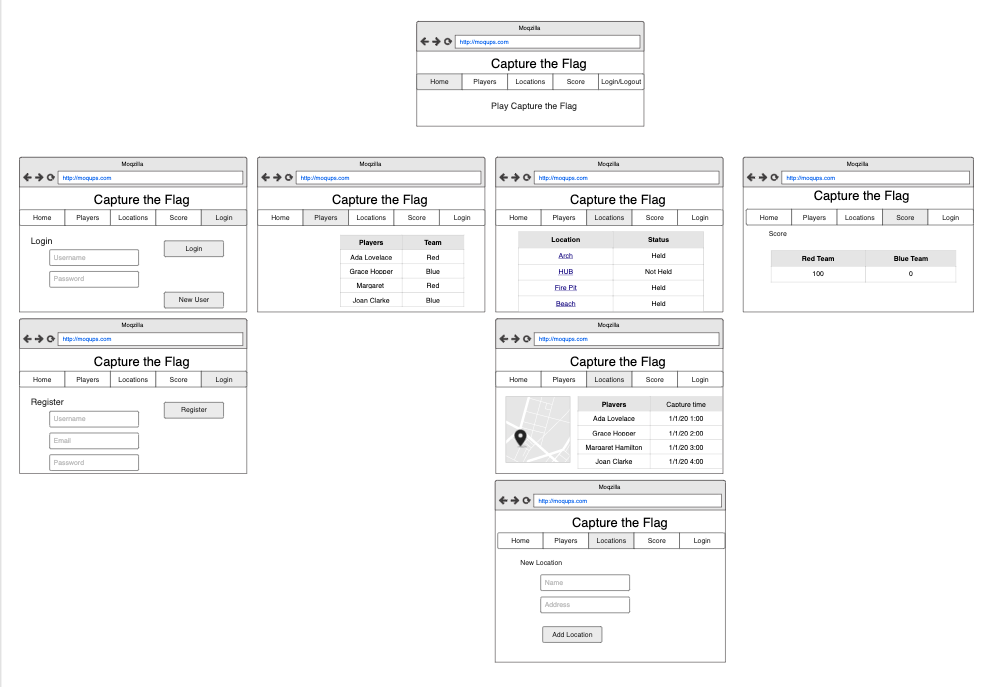 Moqzilla
http://moqups.com
Capture the Flag
Home Players Locations Score Login/Logout
Play Capture the Flag
Moqzilla
http://moqups.com
Capture the Flag
Home Players Locations Score Login
Login
Username
Password
Login
New User
Moqzilla
http://moqups.com
Capture the Flag
Home Players Locations Score Login
Players Team
Ada Lovelace Red
Grace Hopper Blue
Margaret Red
Joan Clarke Blue
Moqzilla
http://moqups.com
Capture the Flag
Home Players Locations Score Login
Location Status
Arch Held
HUB Not Held
Fire Pit Held
Beach Held
Moqzilla
http://moqups.com
Capture the Flag
Home Players Locations Score Login
Score
Red Team Blue Team
100 0
Moqzilla
http://moqups.com
Capture the Flag
Home Players Locations Score Login
Register
Username
Email
Password
Register
Moqzilla
http://moqups.com
Capture the Flag
Home Players Locations Score Login
Players Capture time
Ada Lovelace 1/1/20 1:00
Grace Hopper 1/1/20 2:00
Margaret Hamilton 1/1/20 3:00
Joan Clarke 1/1/20 4:00
Moqzilla
http://moqups.com
Capture the Flag
Home Players Locations Score Login
New Location
Name
Address
Add Location